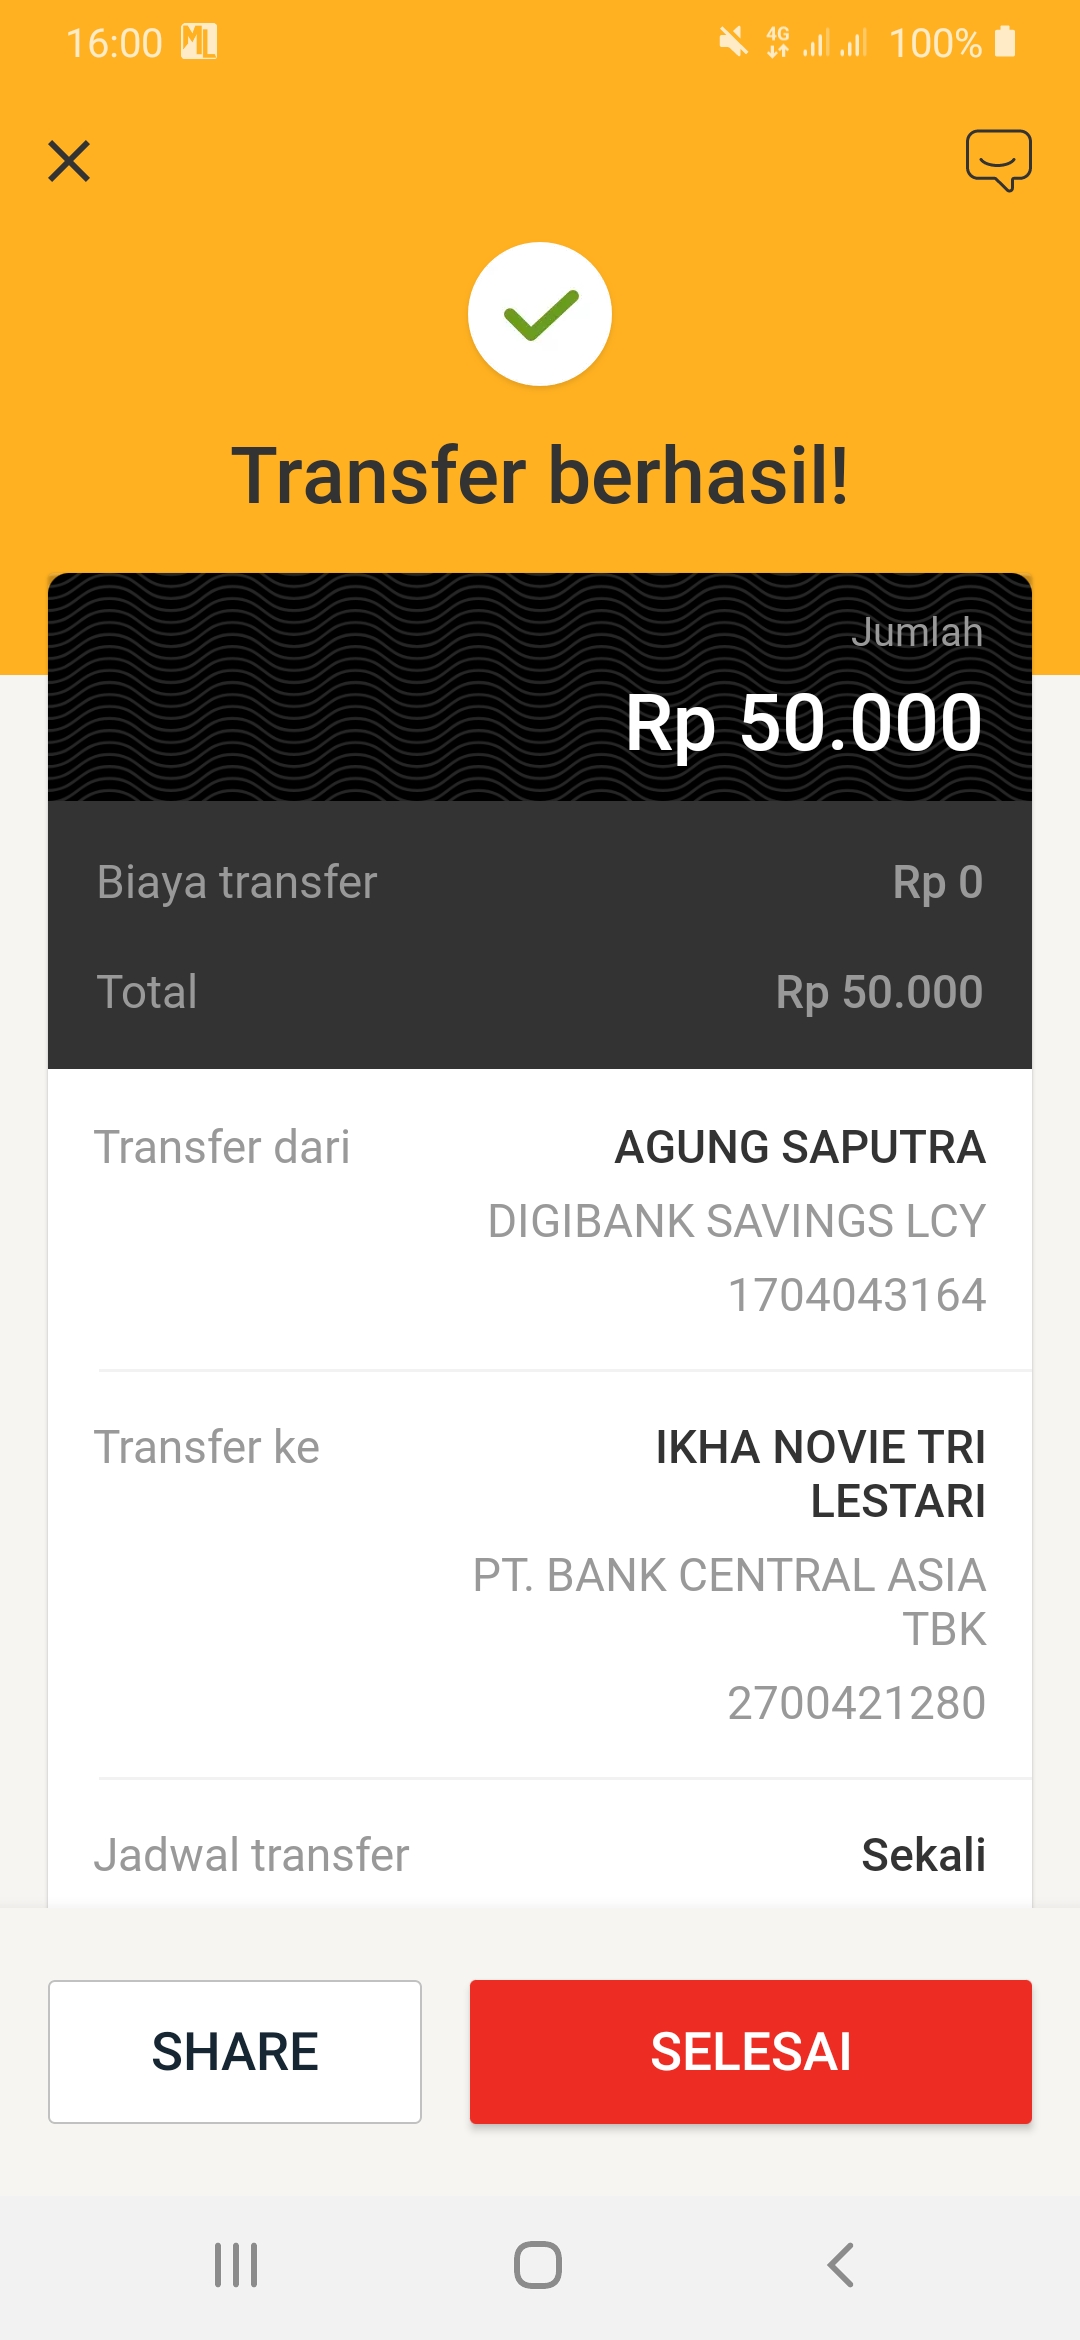 16:00 ML 4G 100%
Transfer berhasil!
Jumlah
Rp 50.000
Biaya transfer Rp 0
Total Rp 50.000
Transfer dari AGUNG SAPUTRA
DIGIBANK SAVINGS LCY
1704043164
Transfer ke IKHA NOVIE TRI
LESTARI
PT. BANK CENTRAL ASIA
TBK
2700421280
Jadwal transfer Sekali
SHARE SELESAI